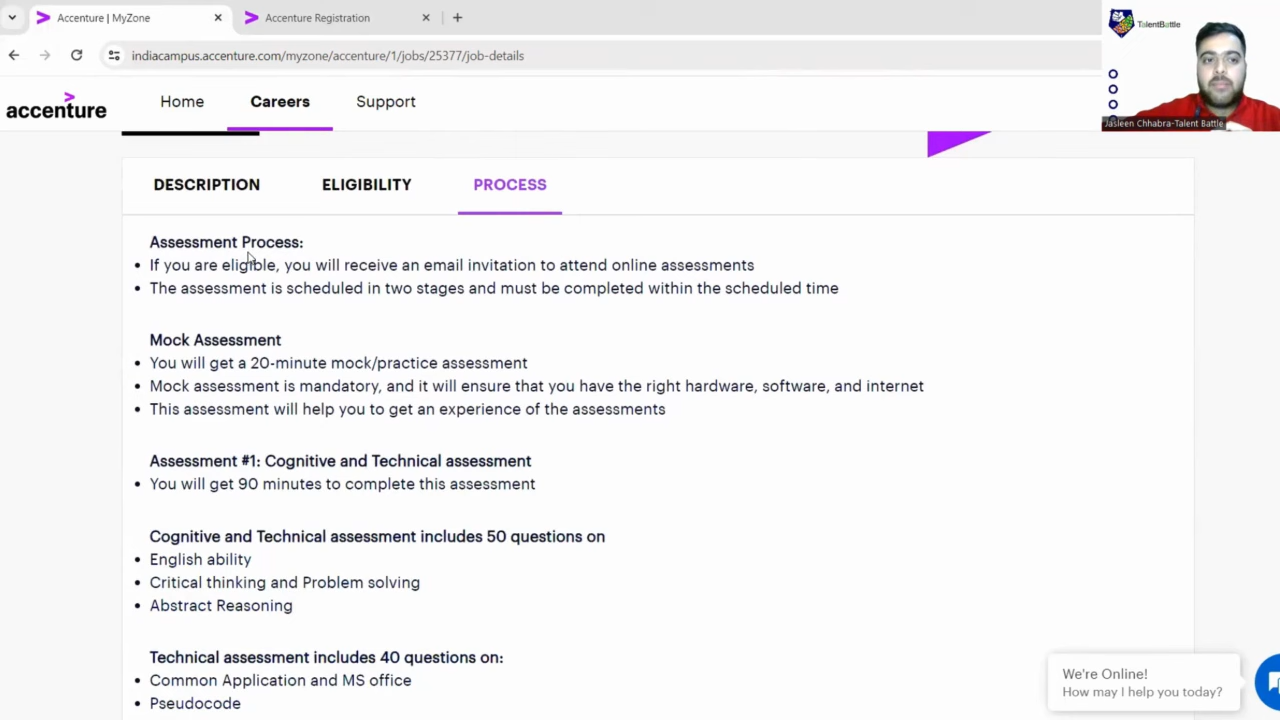 Accenture | MyZone
Accenture Registration
indiacampus.accenture.com/myzone/accenture/1/jobs/25377/job-details
TalentBattle
Jasleen Chhabra-Talent Battle
accenture
Home
Careers
Support
DESCRIPTION
ELIGIBILITY
PROCESS
Assessment Process:
• If you are eligible, you will receive an email invitation to attend online assessments
• The assessment is scheduled in two stages and must be completed within the scheduled time
Mock Assessment
• You will get a 20-minute mock/practice assessment
• Mock assessment is mandatory, and it will ensure that you have the right hardware, software, and internet
• This assessment will help you to get an experience of the assessments
Assessment #1: Cognitive and Technical assessment
• You will get 90 minutes to complete this assessment
Cognitive and Technical assessment includes 50 questions on
• English ability
• Critical thinking and Problem solving
• Abstract Reasoning
Technical assessment includes 40 questions on:
• Common Application and MS office
• Pseudocode
We're Online!
How may I help you today?